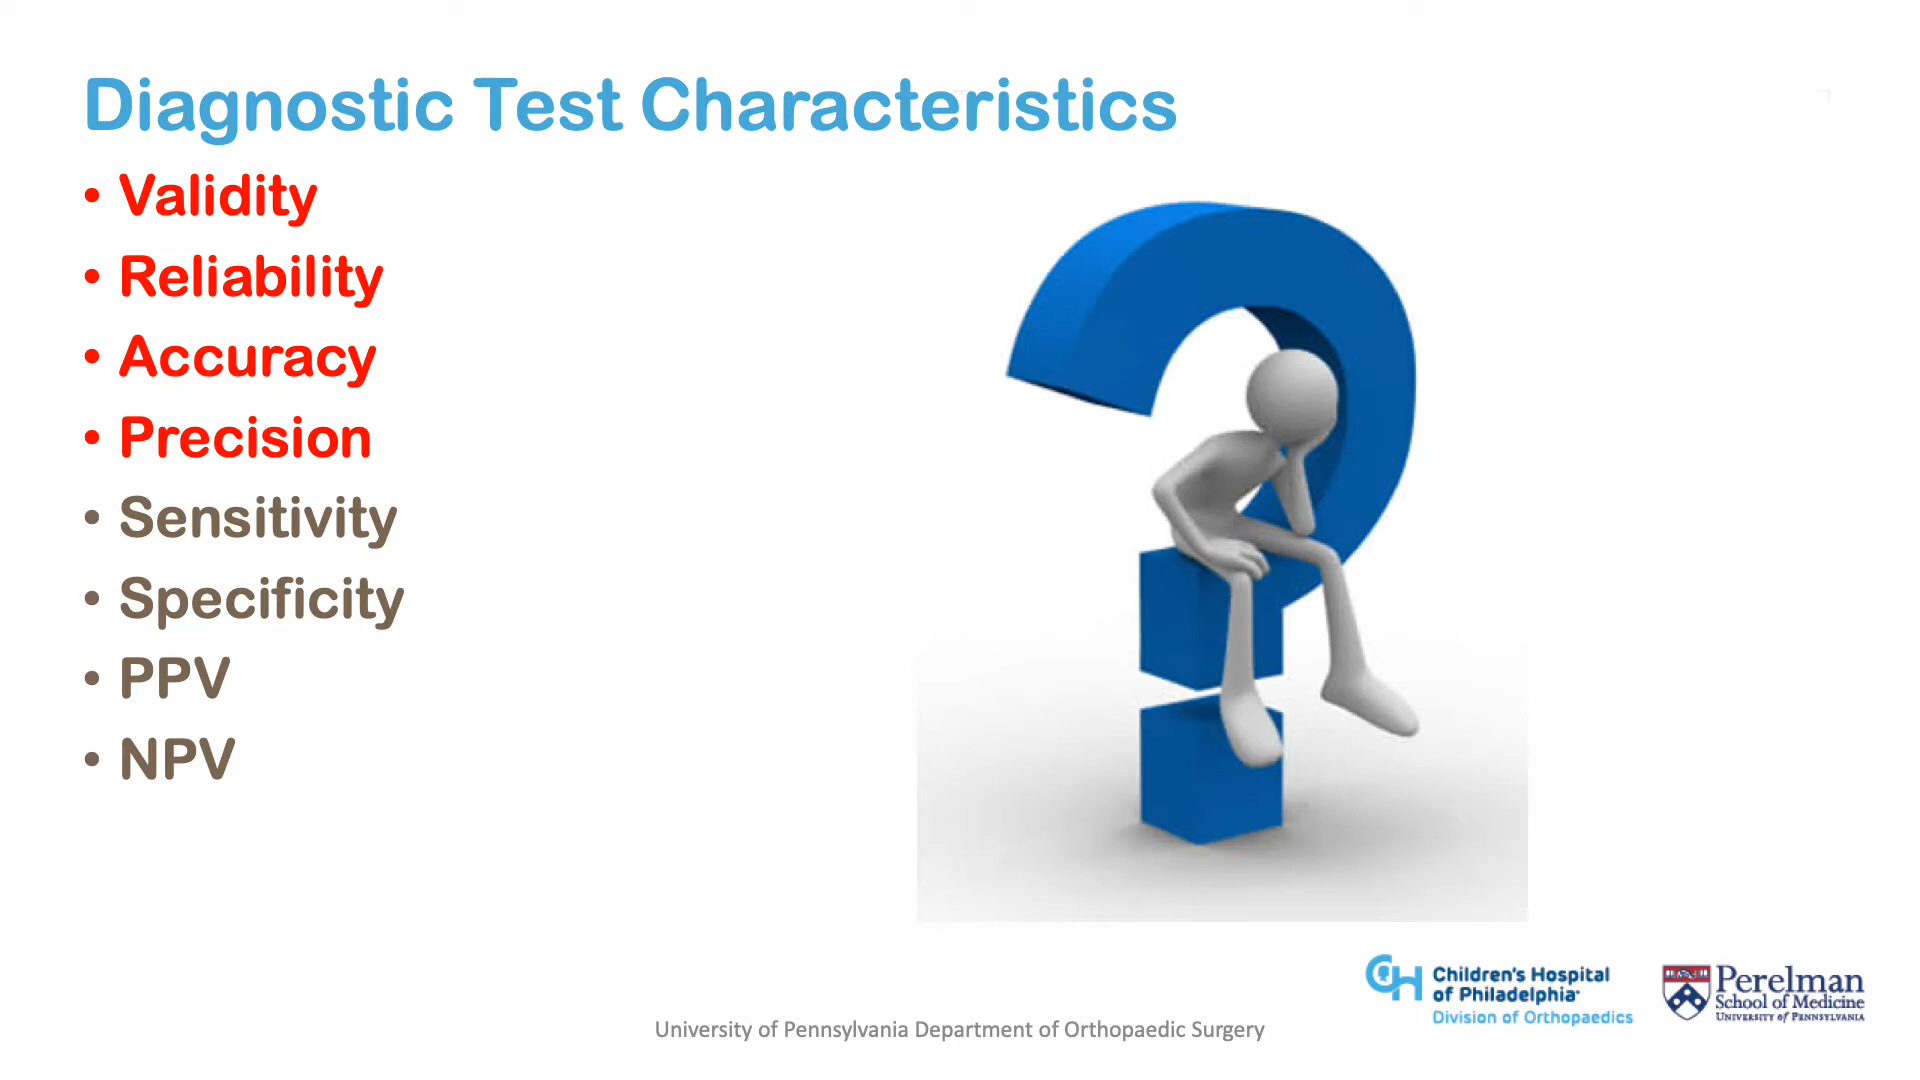 Diagnostic Test Characteristics
• Validity
• Reliability
• Accuracy
• Precision
• Sensitivity
• Specificity
• PPV
• NPV
Children's Hospital
of Philadelphia
Division of Orthopaedics
Perelman
School of Medicine
University of Pennsylvania
University of Pennsylvania Department of Orthopaedic Surgery